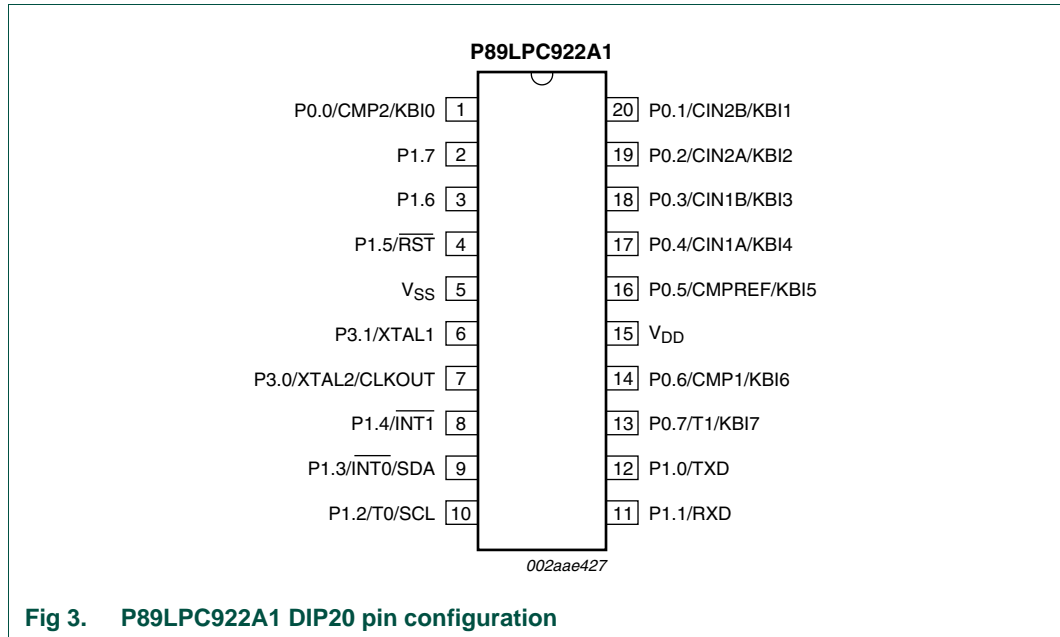 P89LPC922A1
P0.0/CMP2/KBI0 1 20 P0.1/CIN2B/KBI1
P1.7 2 19 P0.2/CIN2A/KBI2
P1.6 3 18 P0.3/CIN1B/KBI3
P1.5/R̅S̅T̅ 4 17 P0.4/CIN1A/KBI4
VSS 5 16 P0.5/CMPREF/KBI5
P3.1/XTAL1 6 15 VDD
P3.0/XTAL2/CLKOUT 7 14 P0.6/CMP1/KBI6
P1.4/I̅N̅T̅1̅ 8 13 P0.7/T1/KBI7
P1.3/I̅N̅T̅0̅/SDA 9 12 P1.0/TXD
P1.2/T0/SCL 10 11 P1.1/RXD
002aae427
Fig 3. P89LPC922A1 DIP20 pin configuration